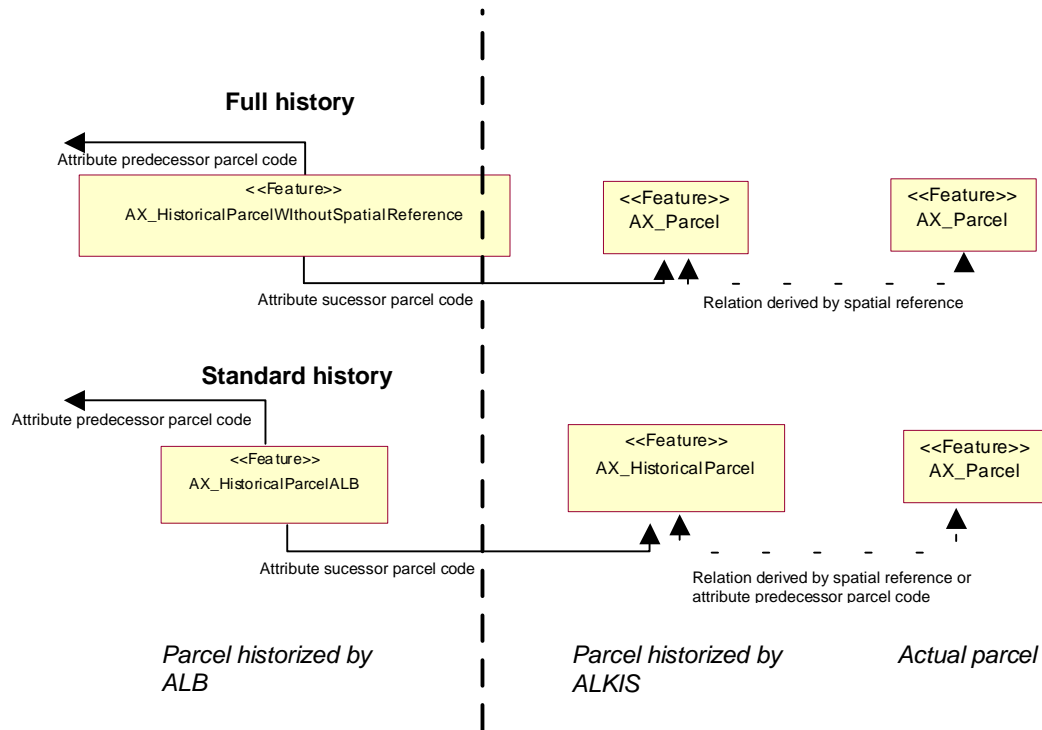 Full history
Attribute predecessor parcel code
<<Feature>>
AX_HistoricalParcelWIthoutSpatialReference
<<Feature>>
AX_Parcel
<<Feature>>
AX_Parcel
Attribute sucessor parcel code
Relation derived by spatial reference
Standard history
Attribute predecessor parcel code
<<Feature>>
AX_HistoricalParcelALB
<<Feature>>
AX_HistoricalParcel
<<Feature>>
AX_Parcel
Attribute sucessor parcel code
Relation derived by spatial reference or
attribute predecessor parcel code
Parcel historized by
ALB
Parcel historized by
ALKIS
Actual parcel